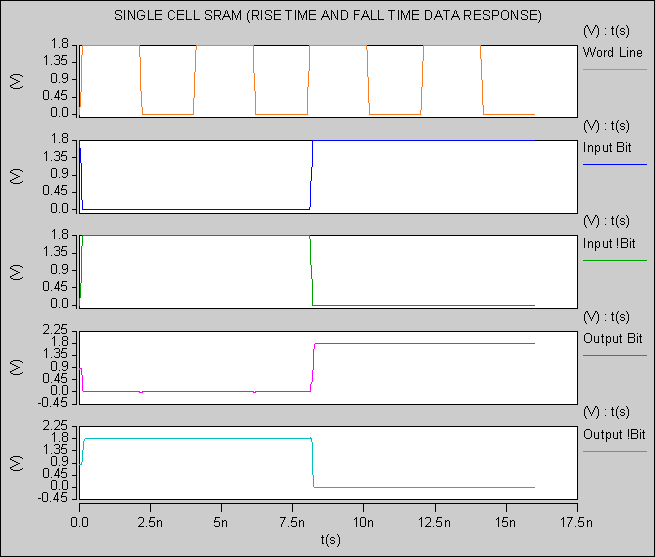 SINGLE CELL SRAM (RISE TIME AND FALL TIME DATA RESPONSE)
(V) : t(s)
Word Line
1.8
1.35
0.9
0.45
0.0
(V)
(V) : t(s)
Input Bit
1.8
1.35
0.9
0.45
0.0
(V)
(V) : t(s)
Input !Bit
1.8
1.35
0.9
0.45
0.0
(V)
(V) : t(s)
Output Bit
2.25
1.8
1.35
0.9
0.45
0.0
-0.45
(V)
(V) : t(s)
Output !Bit
2.25
1.8
1.35
0.9
0.45
0.0
-0.45
(V)
0.0 2.5n 5n 7.5n 10n 12.5n 15n 17.5n
t(s)